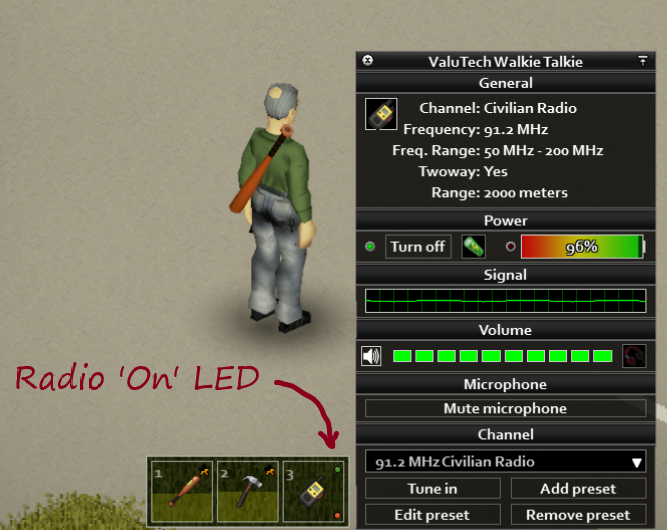 ValuTech Walkie Talkie
General
Channel: Civilian Radio
Frequency: 91.2 MHz
Freq. Range: 50 MHz - 200 MHz
Twoway: Yes
Range: 2000 meters
Power
Turn off
96%
Signal
Volume
Microphone
Mute microphone
Channel
91.2 MHz Civilian Radio
Tune in
Add preset
Edit preset
Remove preset
Radio 'On' LED
1
2
3